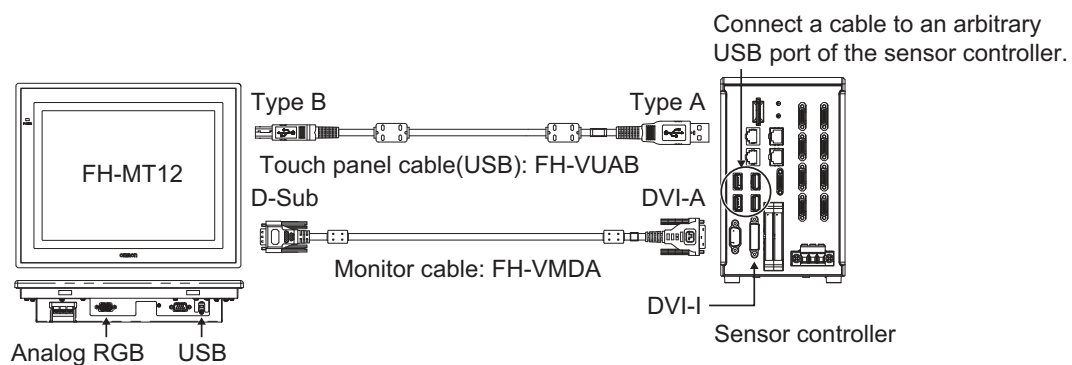 Connect a cable to an arbitrary
USB port of the sensor controller.
Type B
Type A
FH-MT12
Touch panel cable(USB): FH-VUAB
D-Sub
DVI-A
omron
Monitor cable: FH-VMDA
DVI-I
Sensor controller
Analog RGB
USB